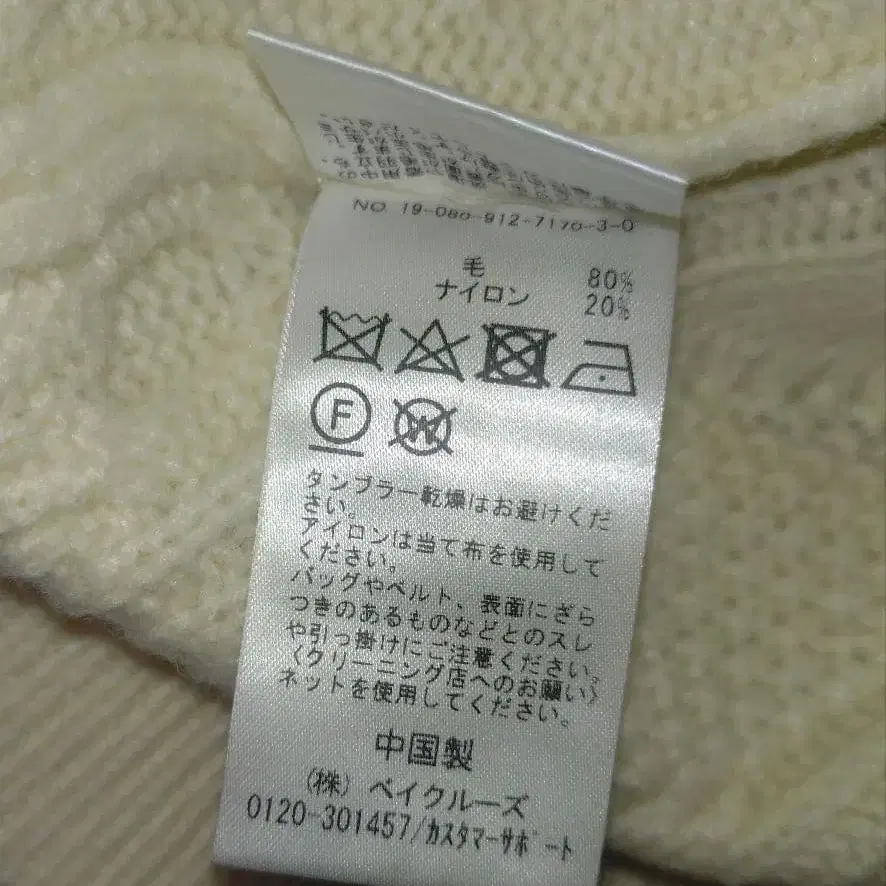 NO. 19-080-912-7170-3-0
毛 80%
ナイロン 20%
F
W
タンブラー乾燥はお避けくだ
さい。
アイロンは当て布を使用して
ください。
バッグやベルト、表面にざら
つきのあるものなどとのスレ
や引っ掛けにご注意ください。
〈クリーニング店へのお願い〉
ネットを使用してください。
中国製
(株) ベイクルーズ
0120-301457/カスタマーサポート